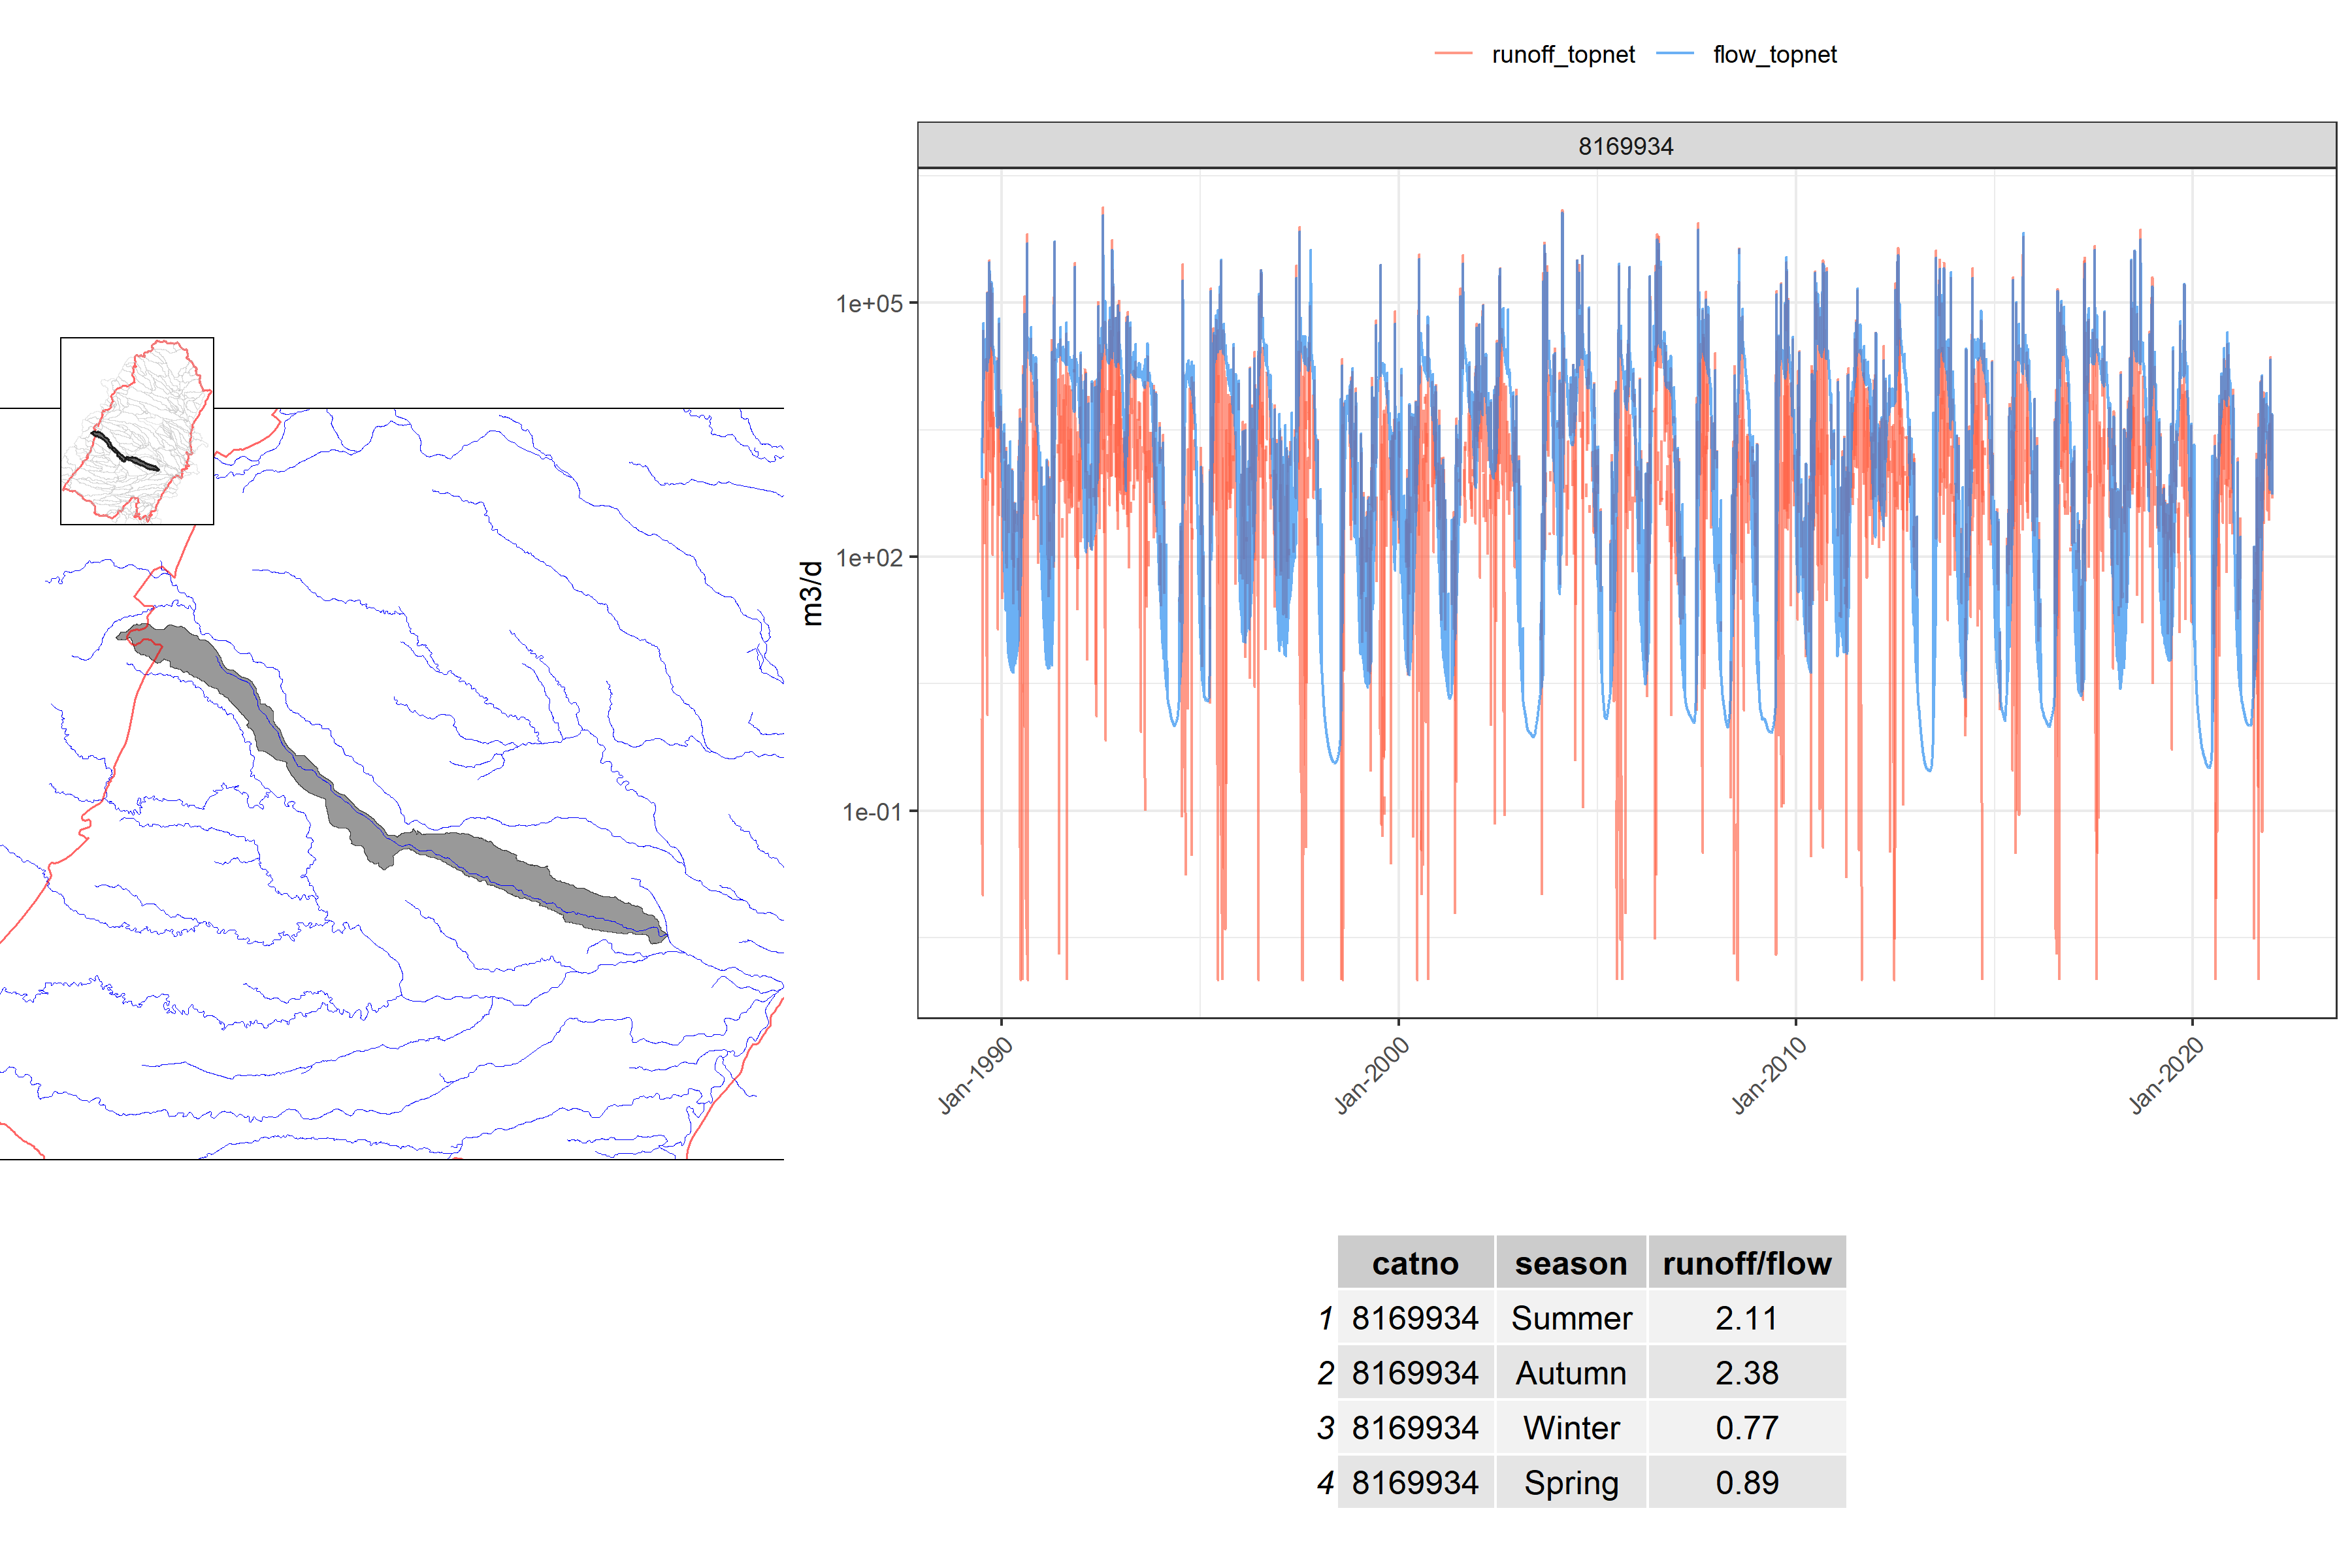 runoff_topnet flow_topnet
8169934
1e+05
1e+02
1e-01
m3/d
Jan-1990 Jan-2000 Jan-2010 Jan-2020
catno season runoff/flow
1 8169934 Summer 2.11
2 8169934 Autumn 2.38
3 8169934 Winter 0.77
4 8169934 Spring 0.89